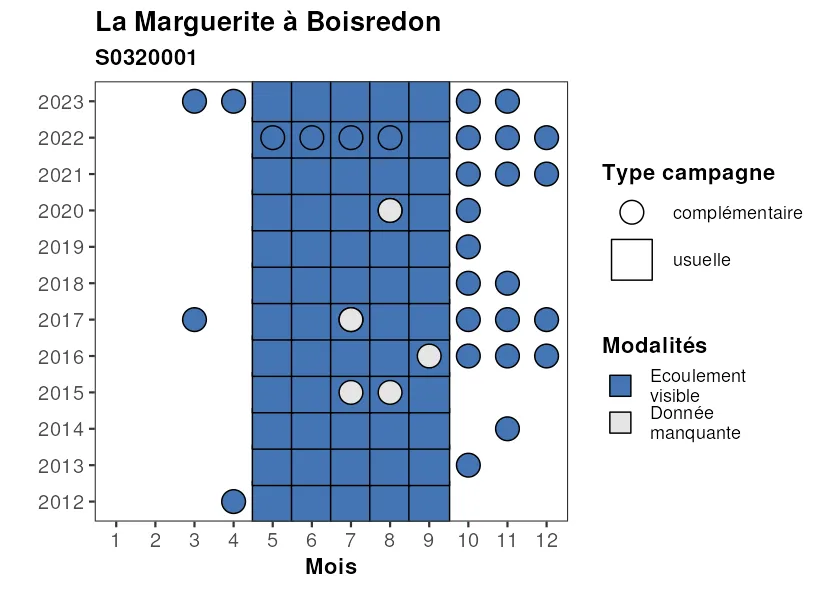 La Marguerite à Boisredon
S0320001
2023
2022
2021
2020
2019
2018
2017
2016
2015
2014
2013
2012
1 2 3 4 5 6 7 8 9 10 11 12
Mois
Type campagne
complémentaire
usuelle
Modalités
Ecoulement
visible
Donnée
manquante